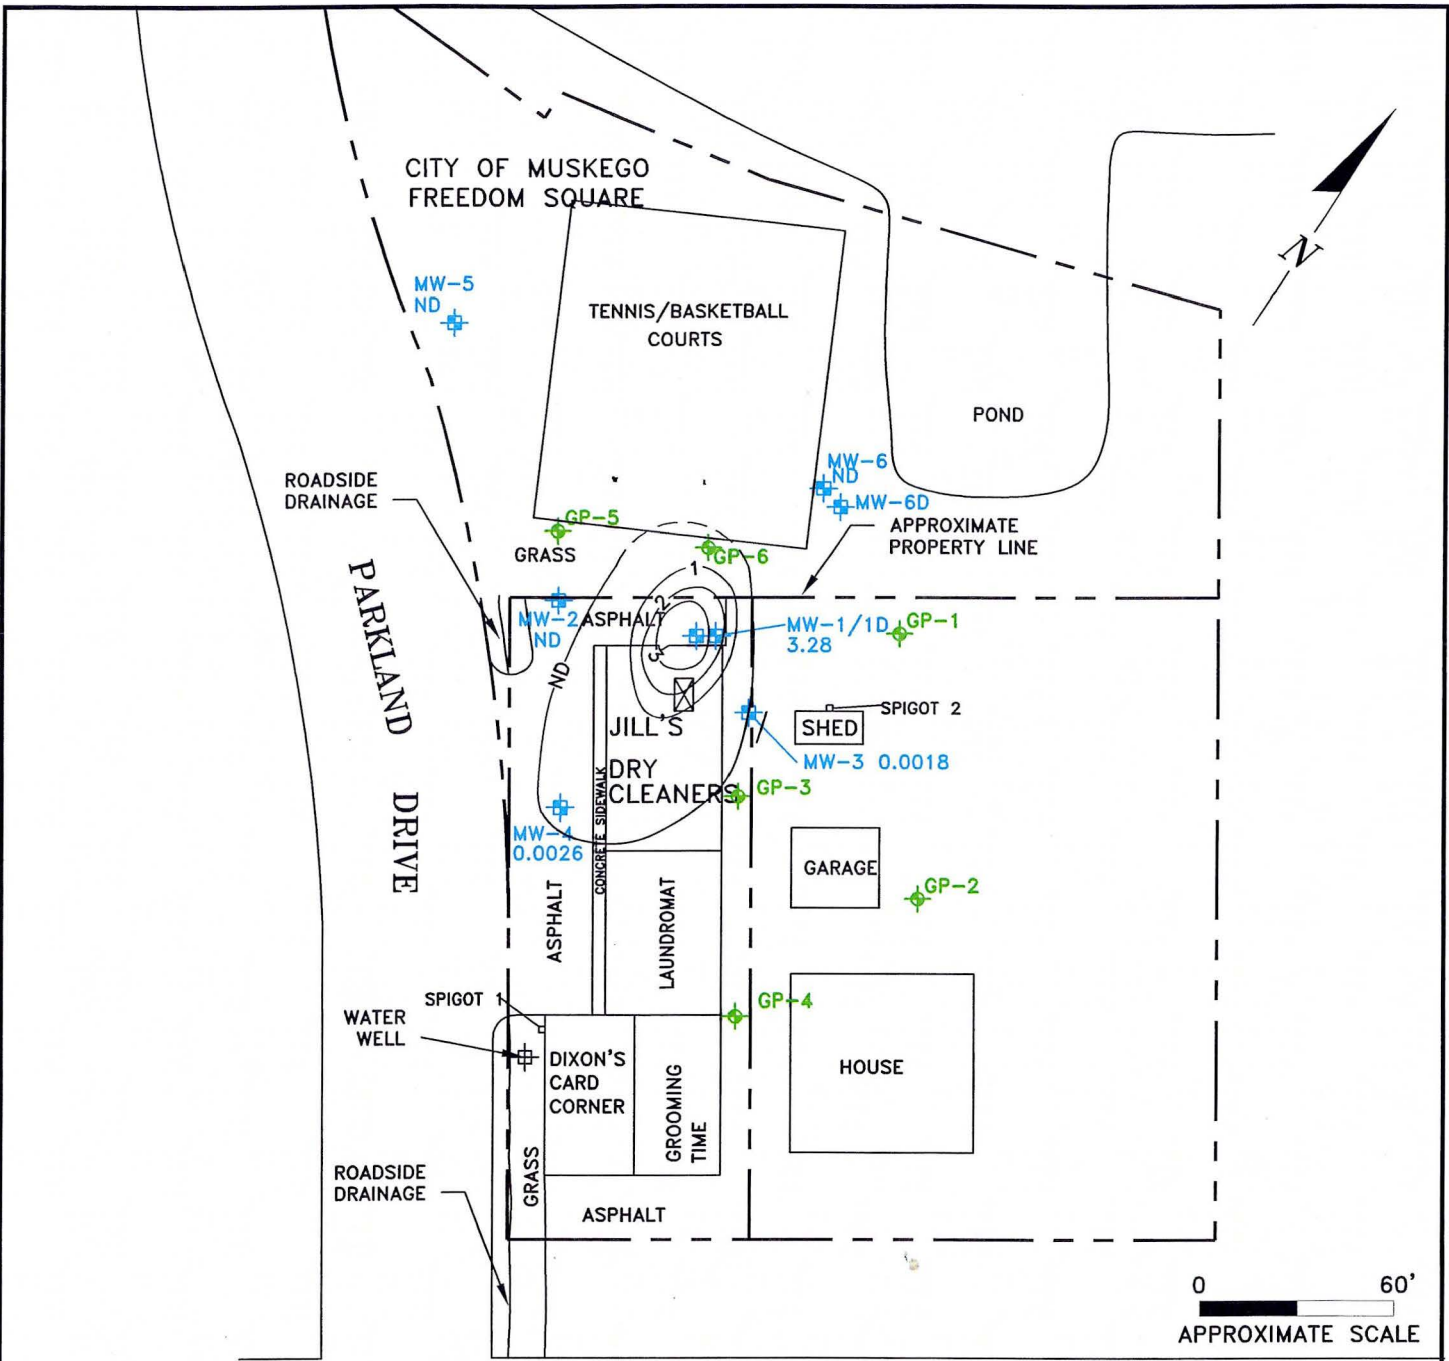 CITY OF MUSKEGO
FREEDOM SQUARE
N
MW-5
ND
TENNIS/BASKETBALL
COURTS
POND
MW-6
ND
MW-6D
ROADSIDE
DRAINAGE
GP-5
GRASS
GP-6
APPROXIMATE
PROPERTY LINE
1
2
3
MW-2
ND
ASPHALT
MW-1/1D
3.28
GP-1
PARKLAND DRIVE
ND
JILL'S
DRY
CLEANERS
SPIGOT 2
SHED
MW-3 0.0018
GP-3
MW-4
0.0026
CONCRETE SIDEWALK
GARAGE
GP-2
ASPHALT
LAUNDROMAT
SPIGOT 1
GP-4
WATER
WELL
DIXON'S
CARD
CORNER
GROOMING
TIME
HOUSE
ROADSIDE
DRAINAGE
GRASS
ASPHALT
0 60'
APPROXIMATE SCALE